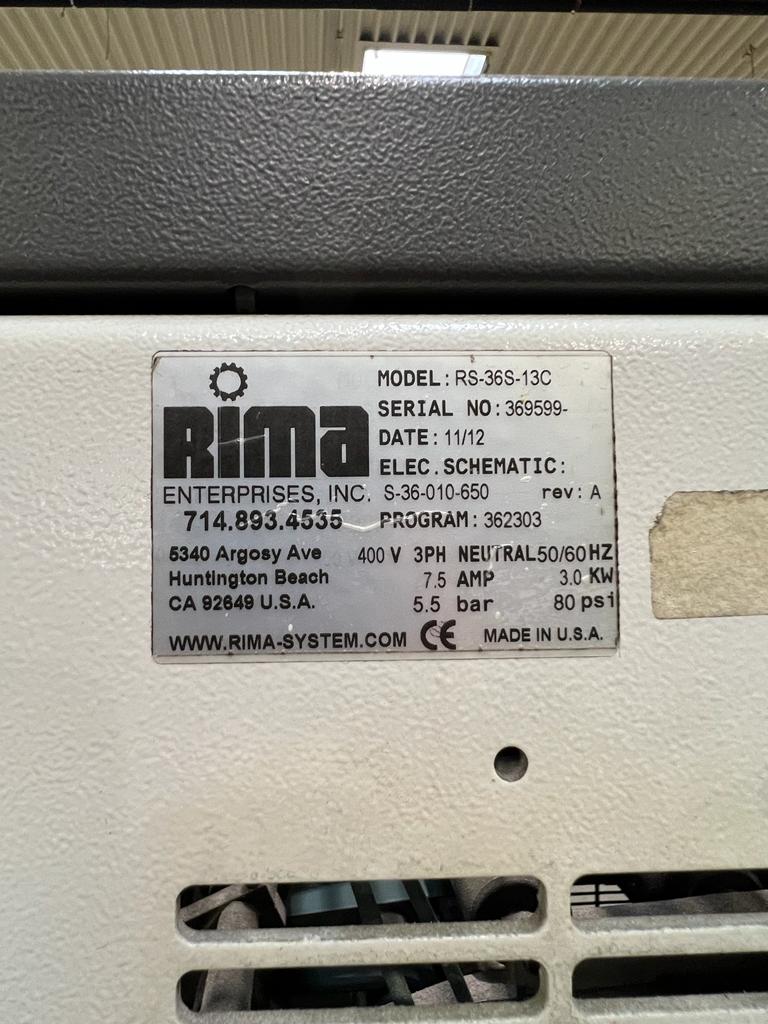 RIMA
ENTERPRISES, INC.
714.893.4535
5340 Argosy Ave
Huntington Beach
CA 92649 U.S.A.
WWW.RIMA-SYSTEM.COM CE MADE IN U.S.A.
MODEL: RS-36S-13C
SERIAL NO: 369599-
DATE: 11/12
ELEC.SCHEMATIC:
S-36-010-650 rev: A
PROGRAM: 362303
400 V 3PH NEUTRAL 50/60 HZ
7.5 AMP 3.0 KW
5.5 bar 80 psi